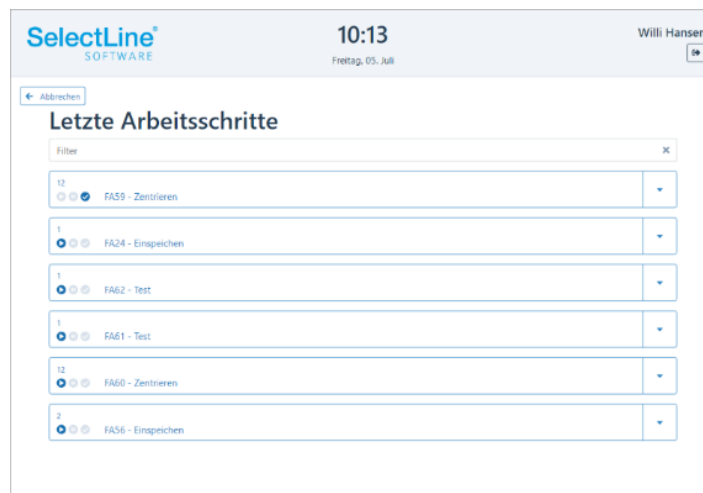 SelectLine®
SOFTWARE
10:13
Freitag, 05. Juli
Willi Hansen
Abbrechen
Letzte Arbeitsschritte
Filter
12
FA59 - Zentrieren
1
FA24 - Einspeichen
1
FA62 - Test
1
FA61 - Test
12
FA60 - Zentrieren
2
FA56 - Einspeichen